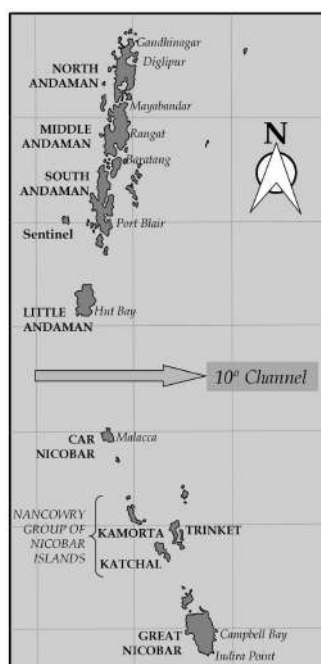 Gandhinagar
Diglipur
NORTH
ANDAMAN
Mayabandar
MIDDLE
ANDAMAN
Rangat
Baratang
SOUTH
ANDAMAN
N
Port Blair
Sentinel
LITTLE
ANDAMAN
Hut Bay
10º Channel
CAR
NICOBAR
Malacca
NANCOWRY
GROUP OF
NICOBAR
ISLANDS
KAMORTA
TRINKET
KATCHAL
GREAT
NICOBAR
Campbell Bay
Indira Point